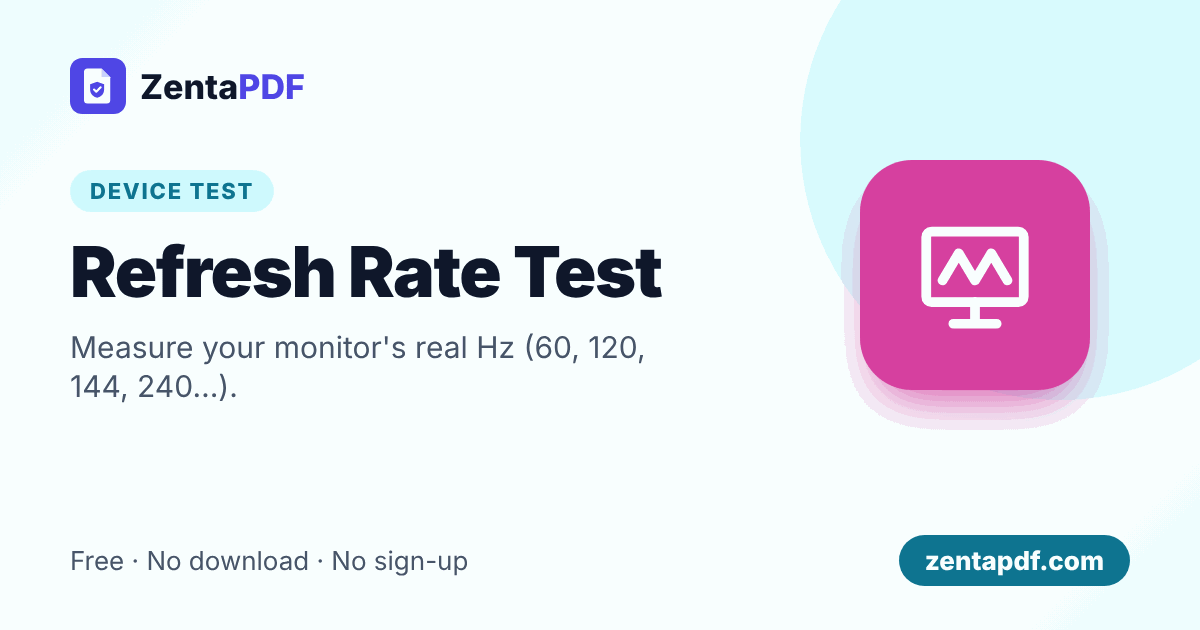 ZentaPDF
DEVICE TEST
Refresh Rate Test
Measure your monitor's real Hz (60, 120,
144, 240...).
Free · No download · No sign-up
zentapdf.com